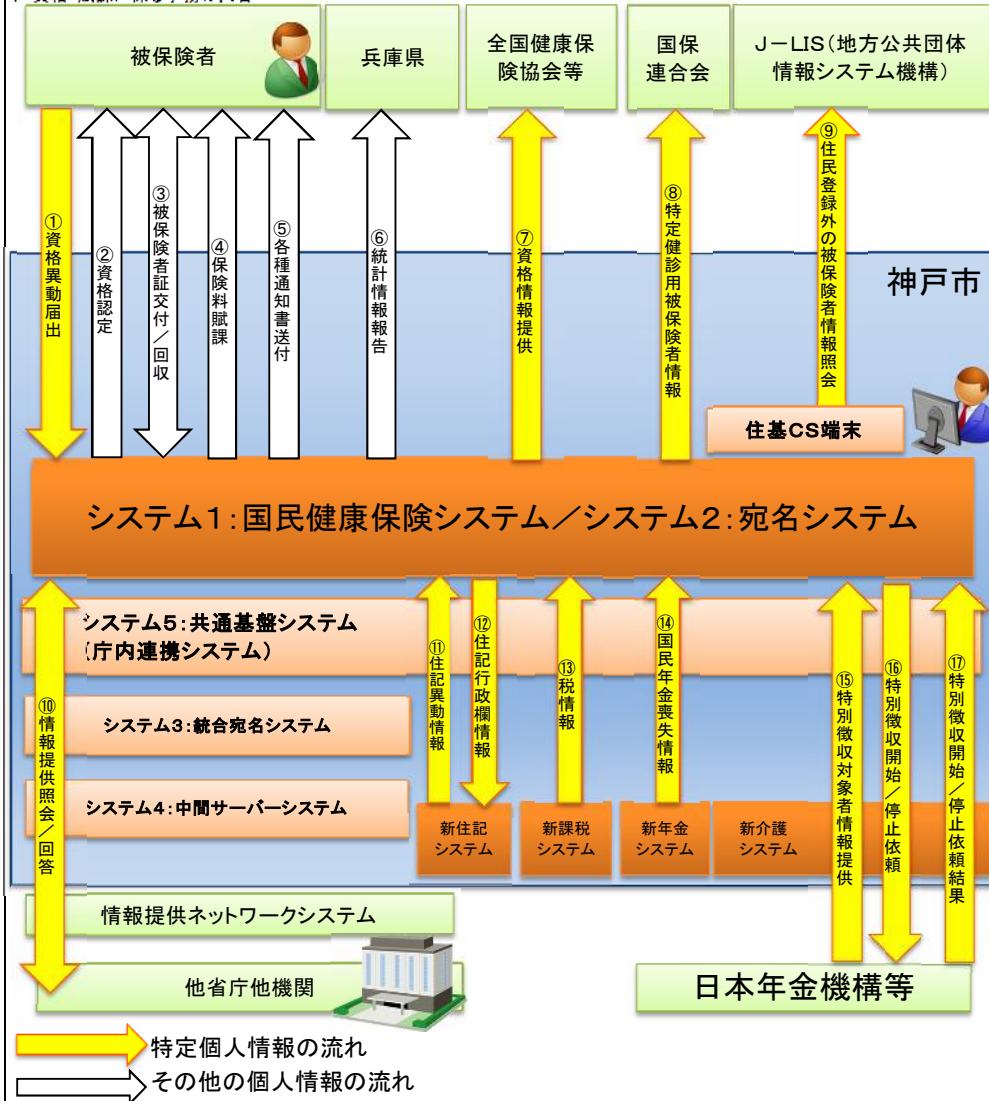 被保険者
兵庫県
全国健康保
険協会等
国保
連合会
J-LIS(地方公共団体
情報システム機構)
①資格異動届出
②資格認定
③被保険者証交付/回収
④保険料賦課
⑤各種通知書送付
⑥統計情報報告
⑦資格情報提供
⑧特定健診用被保険者情報
⑨住民登録外の被保険者情報照会
神戸市
住基CS端末
システム1:国民健康保険システム/システム2:宛名システム
システム5:共通基盤システム
(庁内連携システム)
システム3:統合宛名システム
システム4:中間サーバーシステム
⑩情報提供照会/回答
⑪住記異動情報
⑫住記行政欄情報
⑬税情報
⑭国民年金喪失情報
⑮特別徴収対象者情報提供
⑯特別徴収開始/停止依頼
⑰特別徴収開始/停止依頼結果
新住記
システム
新課税
システム
新年金
システム
新介護
システム
情報提供ネットワークシステム
他省庁他機関
日本年金機構等
特定個人情報の流れ
その他の個人情報の流れ